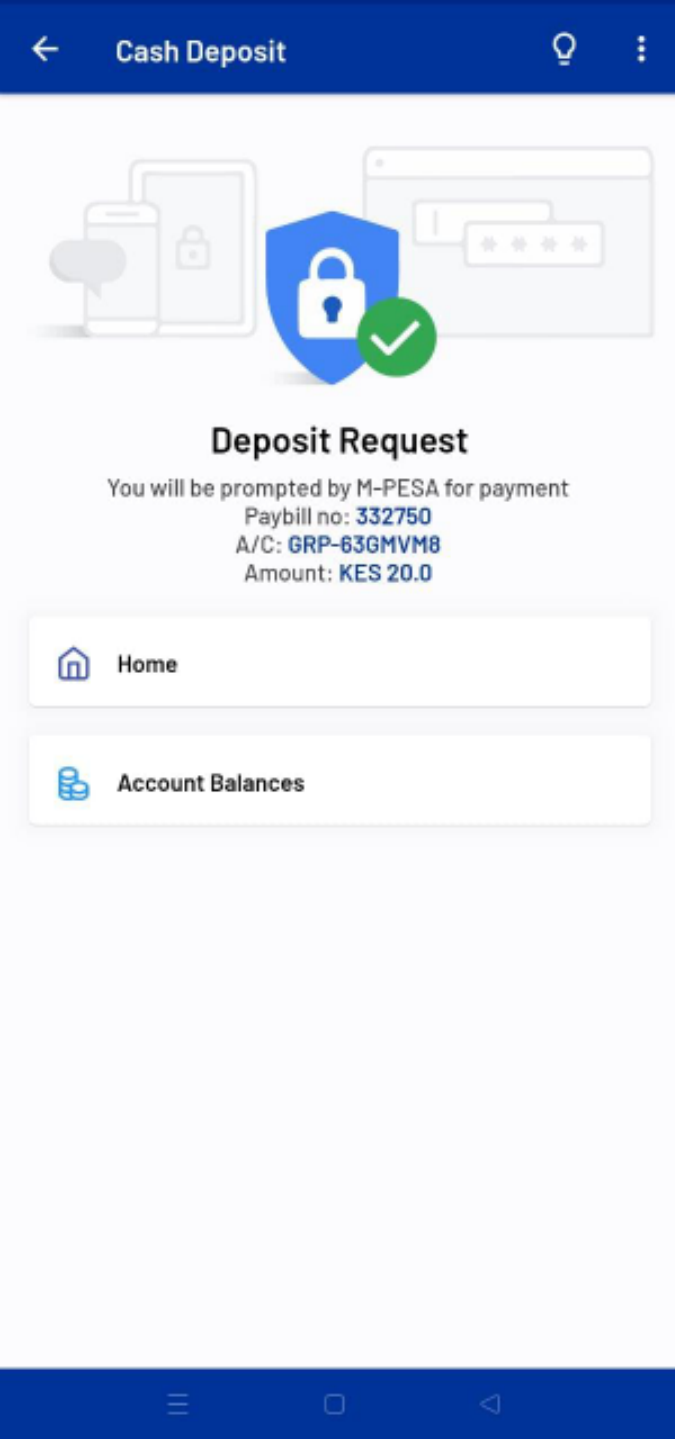 Cash Deposit
* * * *
Deposit Request
You will be prompted by M-PESA for payment
Paybill no: 332750
A/C: GRP-63GMVM8
Amount: KES 20.0
Home
Account Balances